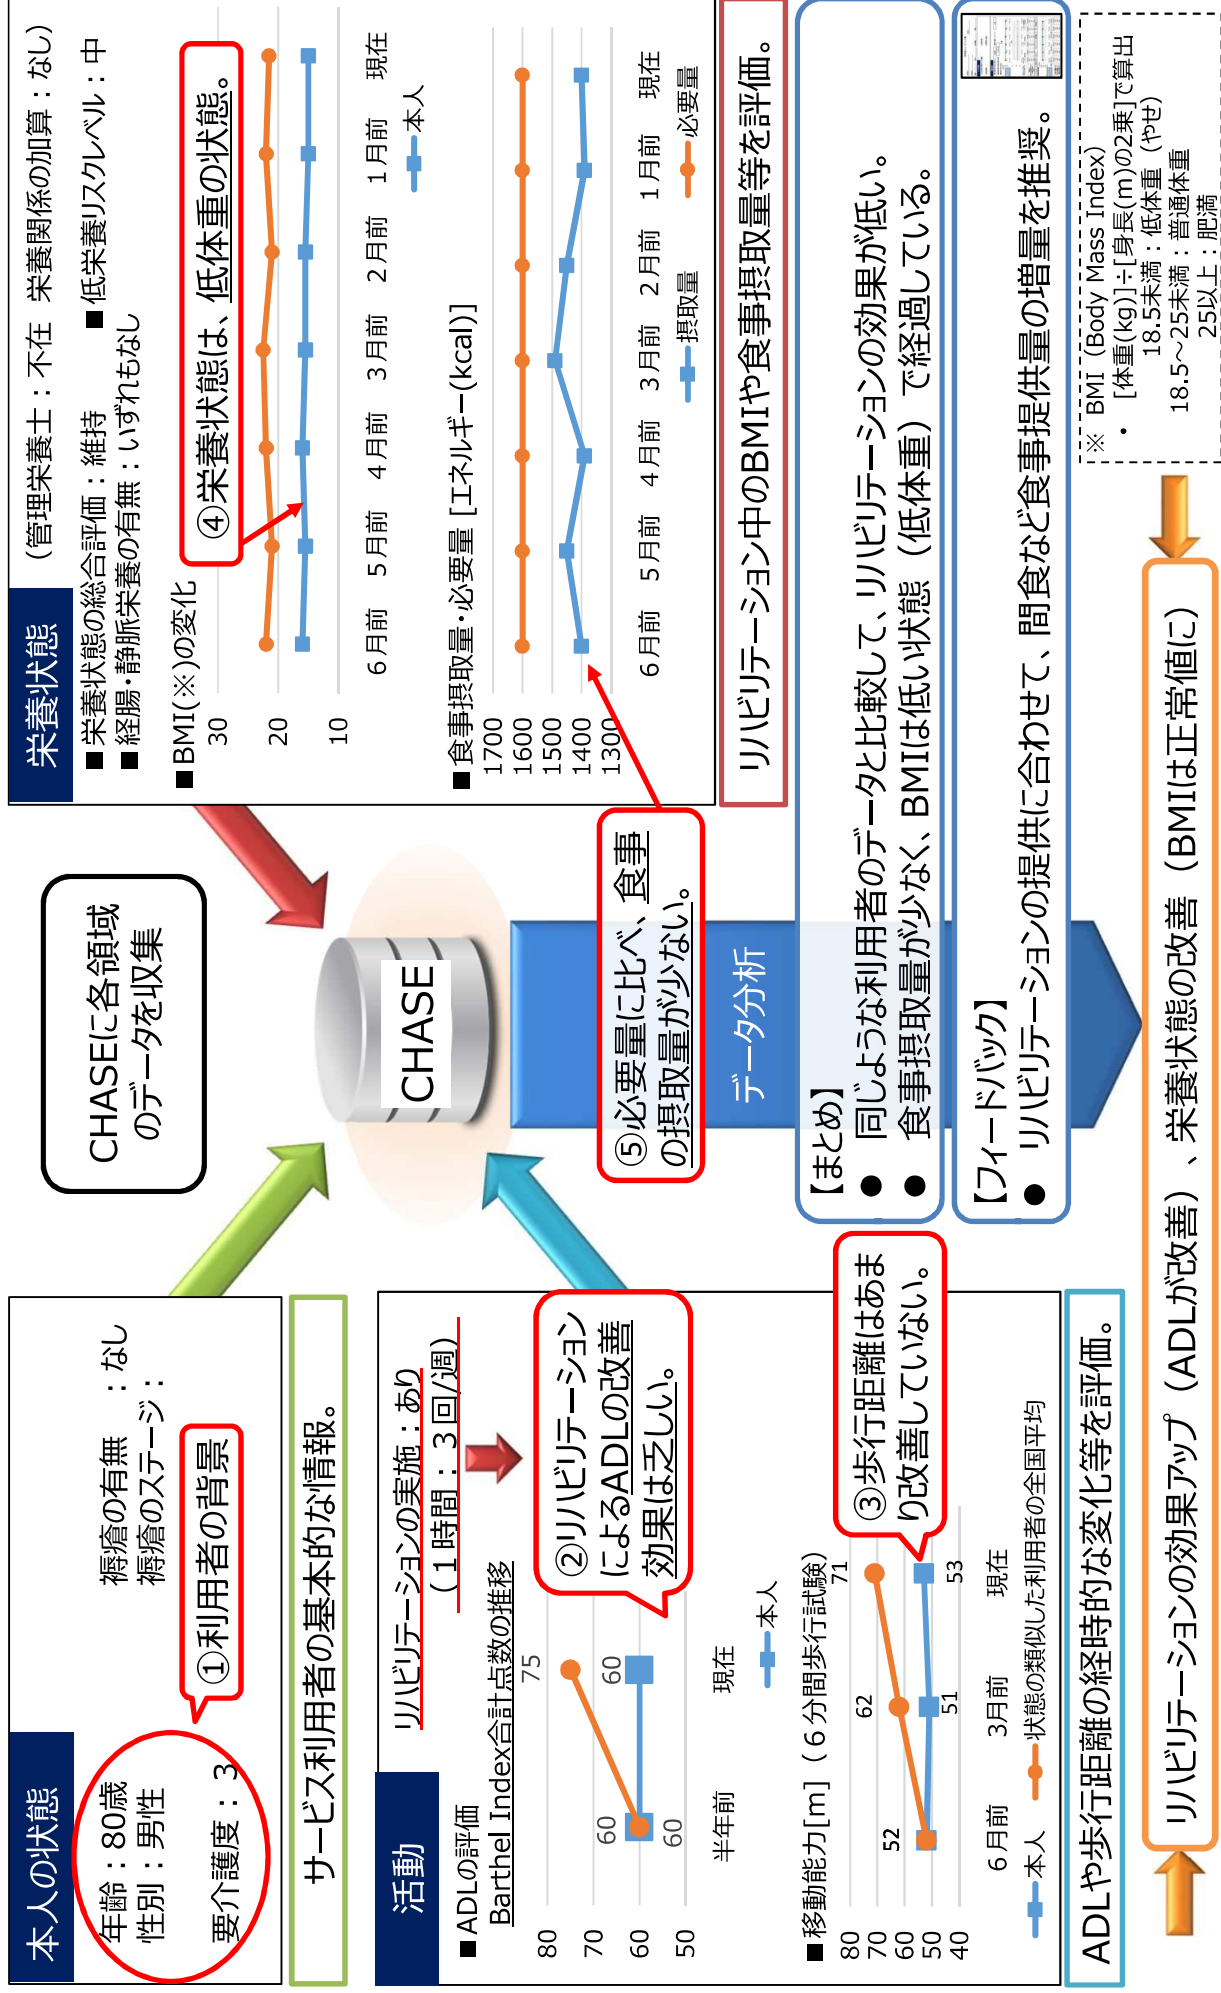 本人の状態
年齢：80歳
性別：男性
要介護度：3
褥瘡の有無　：なし
褥瘡のステージ：
①利用者の背景
サービス利用者の基本的な情報。
CHASEに各領域
のデータを収集
CHASE
栄養状態
（管理栄養士：不在　栄養関係の加算：なし）
■栄養状態の総合評価：維持　■低栄養リスクレベル：中
■経腸・静脈栄養の有無：いずれもなし
■BMI(※)の変化
④栄養状態は、低体重の状態。
30
20
10
6月前　5月前　4月前　3月前　2月前　1月前　現在
本人
■食事摂取量・必要量 [エネルギー(kcal)]
1700
1600
1500
1400
1300
6月前　5月前　4月前　3月前　2月前　1月前　現在
摂取量　必要量
リハビリテーション中のBMIや食事摂取量等を評価。
⑤必要量に比べ、食事
の摂取量が少ない。
活動
リハビリテーションの実施：あり
（１時間：３回/週）
■ADLの評価
Barthel Index合計点数の推移
②リハビリテーション
によるADLの改善
効果は乏しい。
80
70
60
50
60
60
75
60
半年前　現在
本人
■移動能力[m]（６分間歩行試験）
③歩行距離はあま
り改善していない。
80
70
60
50
40
52
62
51
71
53
６月前　3月前　現在
本人　状態の類似した利用者の全国平均
ADLや歩行距離の経時的な変化等を評価。
データ分析
【まとめ】
● 同じような利用者のデータと比較して、リハビリテーションの効果が低い。
● 食事摂取量が少なく、BMIは低い状態（低体重）で経過している。
【フィードバック】
● リハビリテーションの提供に合わせて、間食など食事提供量の増量を推奨。
※ BMI（Body Mass Index）
・ [体重(kg)]÷[身長(m)の2乗]で算出
18.5未満：低体重（やせ）
18.5～25未満：普通体重
25以上：肥満
リハビリテーションの効果アップ（ADLが改善）、栄養状態の改善（BMIは正常値に）